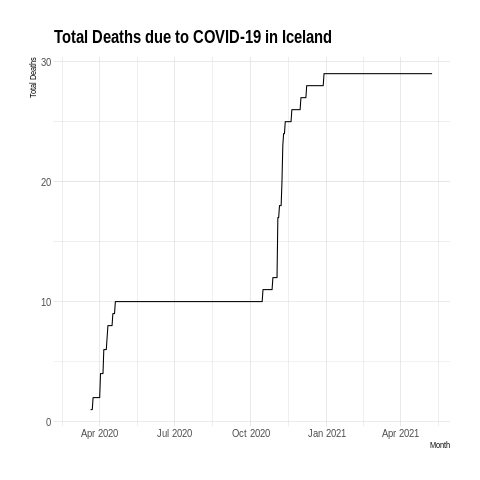 Total Deaths due to COVID-19 in Iceland
Total Deaths
30
20
10
0
Apr 2020 Jul 2020 Oct 2020 Jan 2021 Apr 2021
Month